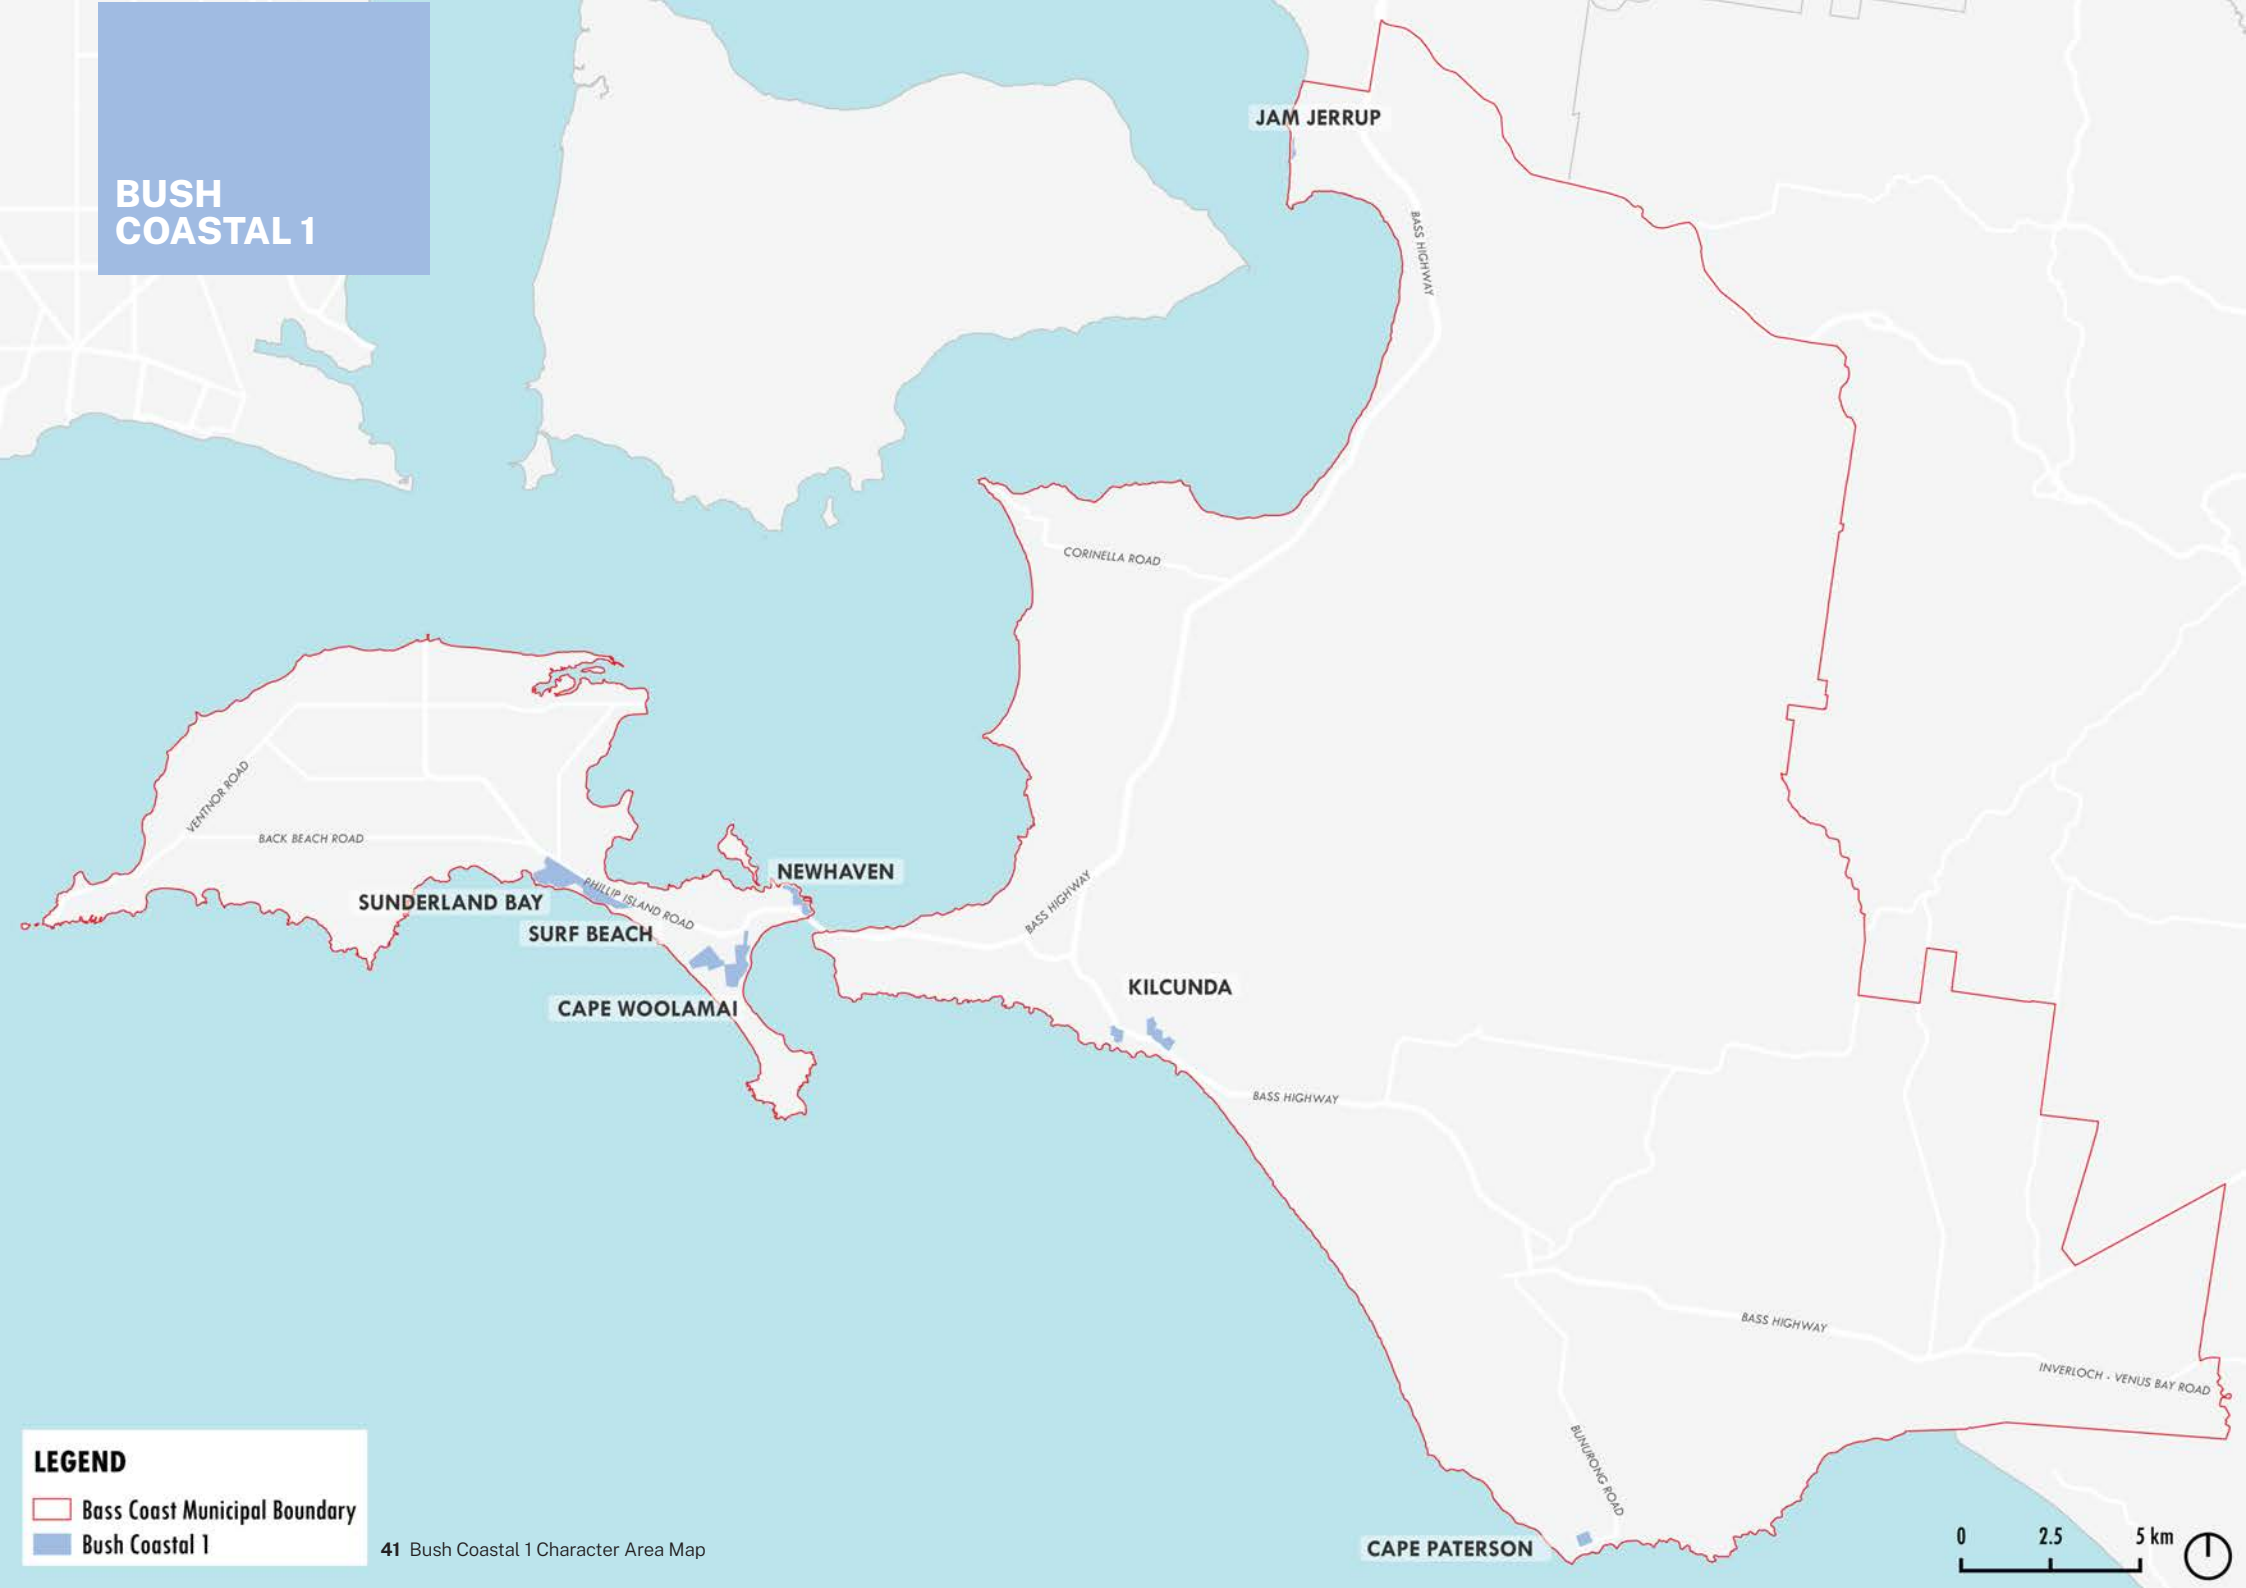 BUSH
COASTAL 1
JAM JERRUP
BASS HIGHWAY
CORINELLA ROAD
VENTNOR ROAD
BACK BEACH ROAD
NEWHAVEN
PHILLIP ISLAND ROAD
SUNDERLAND BAY
SURF BEACH
BASS HIGHWAY
KILCUNDA
CAPE WOOLAMAI
BASS HIGHWAY
BASS HIGHWAY
INVERLOCH - VENUS BAY ROAD
BUNURONG ROAD
CAPE PATERSON
LEGEND
Bass Coast Municipal Boundary
Bush Coastal 1
41 Bush Coastal 1 Character Area Map
0 2.5 5 km